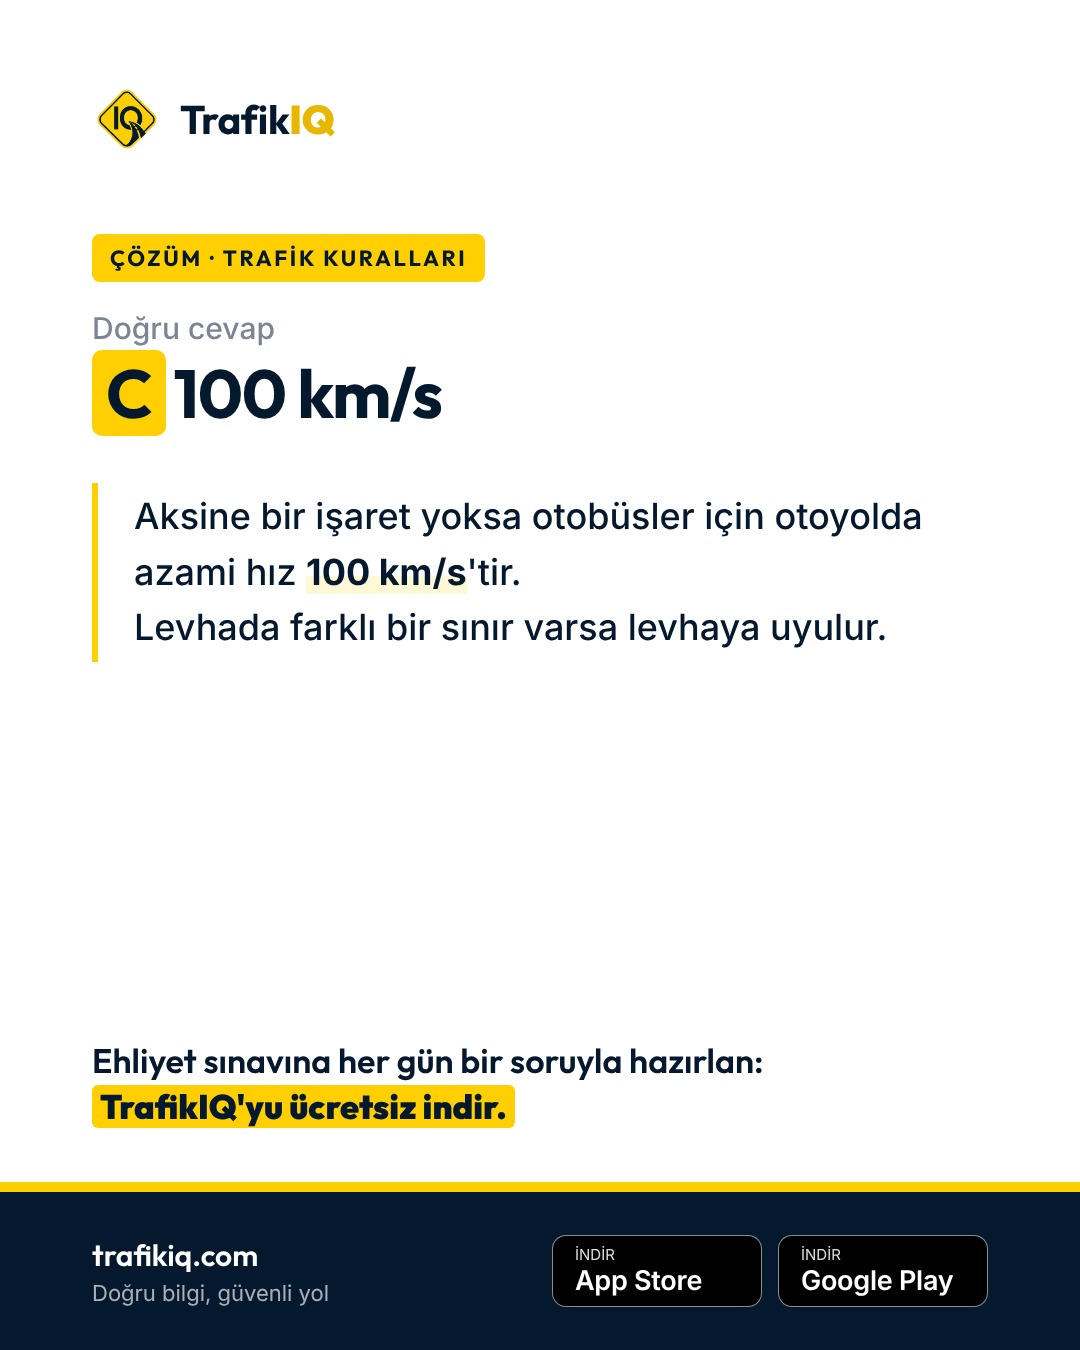 IQ
TrafikIQ
ÇÖZÜM · TRAFİK KURALLARI
Doğru cevap
C 100 km/s
Aksine bir işaret yoksa otobüsler için otoyolda
azami hız 100 km/s'tir.
Levhada farklı bir sınır varsa levhaya uyulur.
Ehliyet sınavına her gün bir soruyla hazırlan:
TrafikIQ'yu ücretsiz indir.
trafikiq.com
Doğru bilgi, güvenli yol
İNDİR
App Store
İNDİR
Google Play